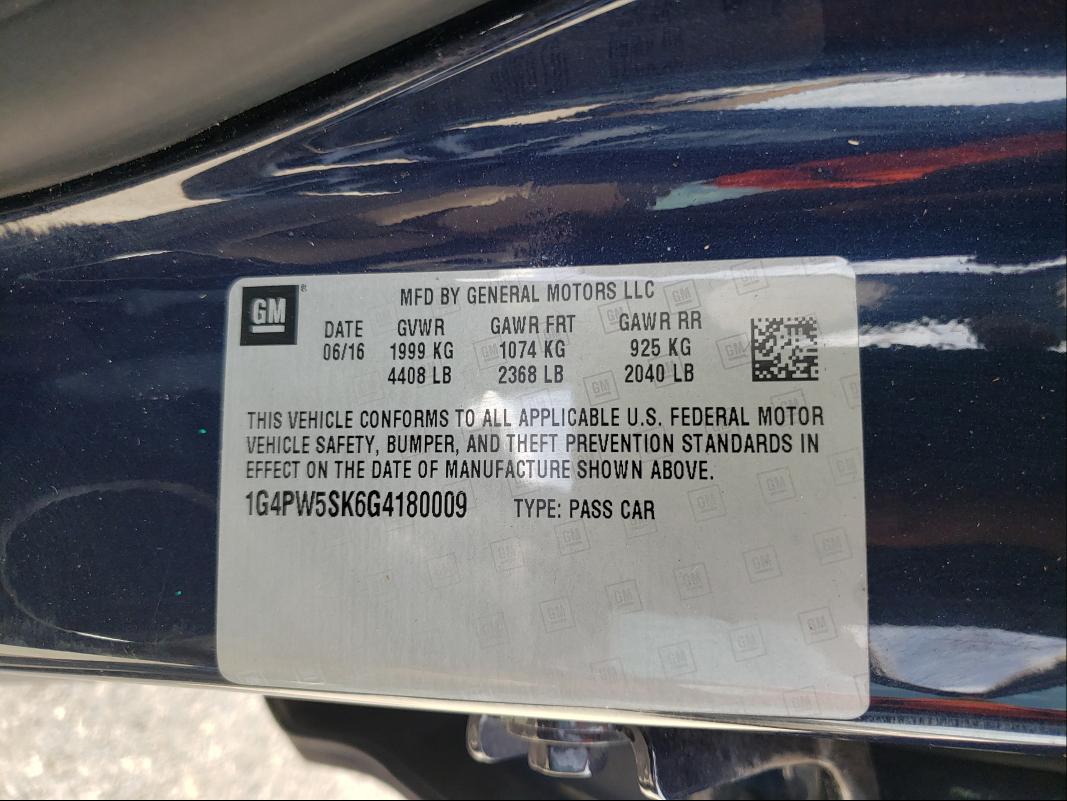 GM
MFD BY GENERAL MOTORS LLC
DATE GVWR GAWR FRT GAWR RR
06/16 1999 KG 1074 KG 925 KG
4408 LB 2368 LB 2040 LB
THIS VEHICLE CONFORMS TO ALL APPLICABLE U.S. FEDERAL MOTOR
VEHICLE SAFETY, BUMPER, AND THEFT PREVENTION STANDARDS IN
EFFECT ON THE DATE OF MANUFACTURE SHOWN ABOVE.
1G4PW5SK6G4180009 TYPE: PASS CAR